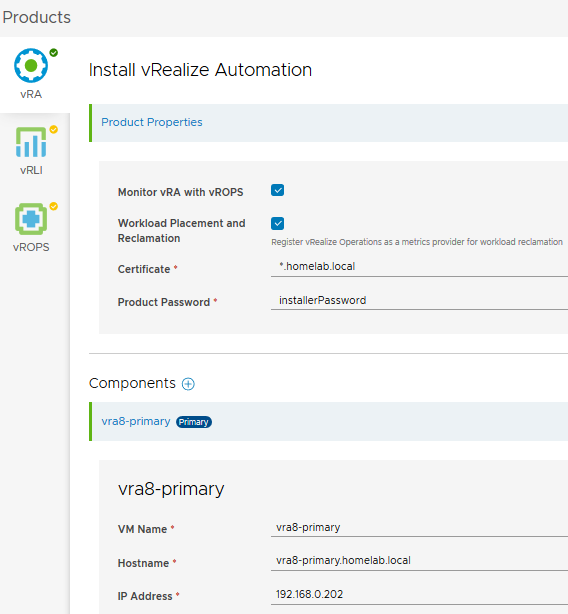 Products
vRA
vRLI
vROPS
Install vRealize Automation
Product Properties
Monitor vRA with vROPS
Workload Placement and
Reclamation
Register vRealize Operations as a metrics provider for workload reclamation
Certificate * *.homelab.local
Product Password * installerPassword
Components
vra8-primary Primary
vra8-primary
VM Name * vra8-primary
Hostname * vra8-primary.homelab.local
IP Address * 192.168.0.202